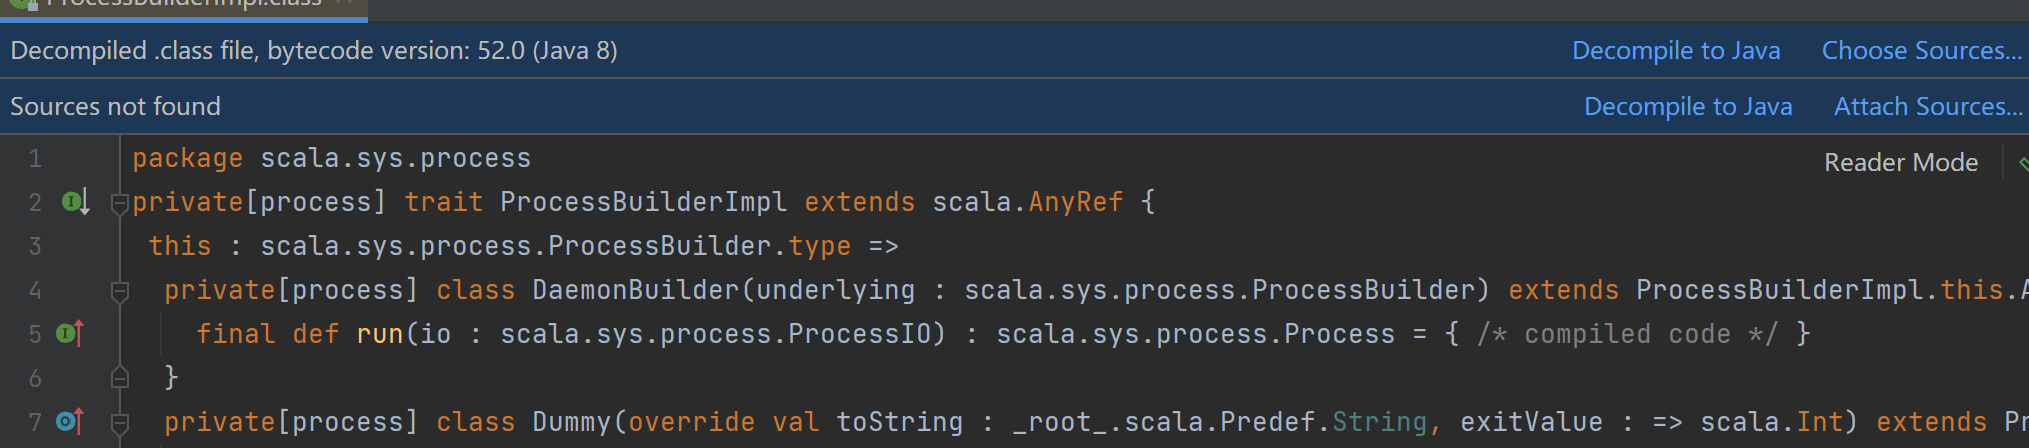 ProcessBuilderImpl.class
Decompiled .class file, bytecode version: 52.0 (Java 8) Decompile to Java Choose Sources...
Sources not found Decompile to Java Attach Sources...
1 package scala.sys.process Reader Mode
2 private[process] trait ProcessBuilderImpl extends scala.AnyRef {
3 this : scala.sys.process.ProcessBuilder.type =>
4 private[process] class DaemonBuilder(underlying : scala.sys.process.ProcessBuilder) extends ProcessBuilderImpl.this.
5 final def run(io : scala.sys.process.ProcessIO) : scala.sys.process.Process = { /* compiled code */ }
6 }
7 private[process] class Dummy(override val toString : _root_.scala.Predef.String, exitValue : => scala.Int) extends